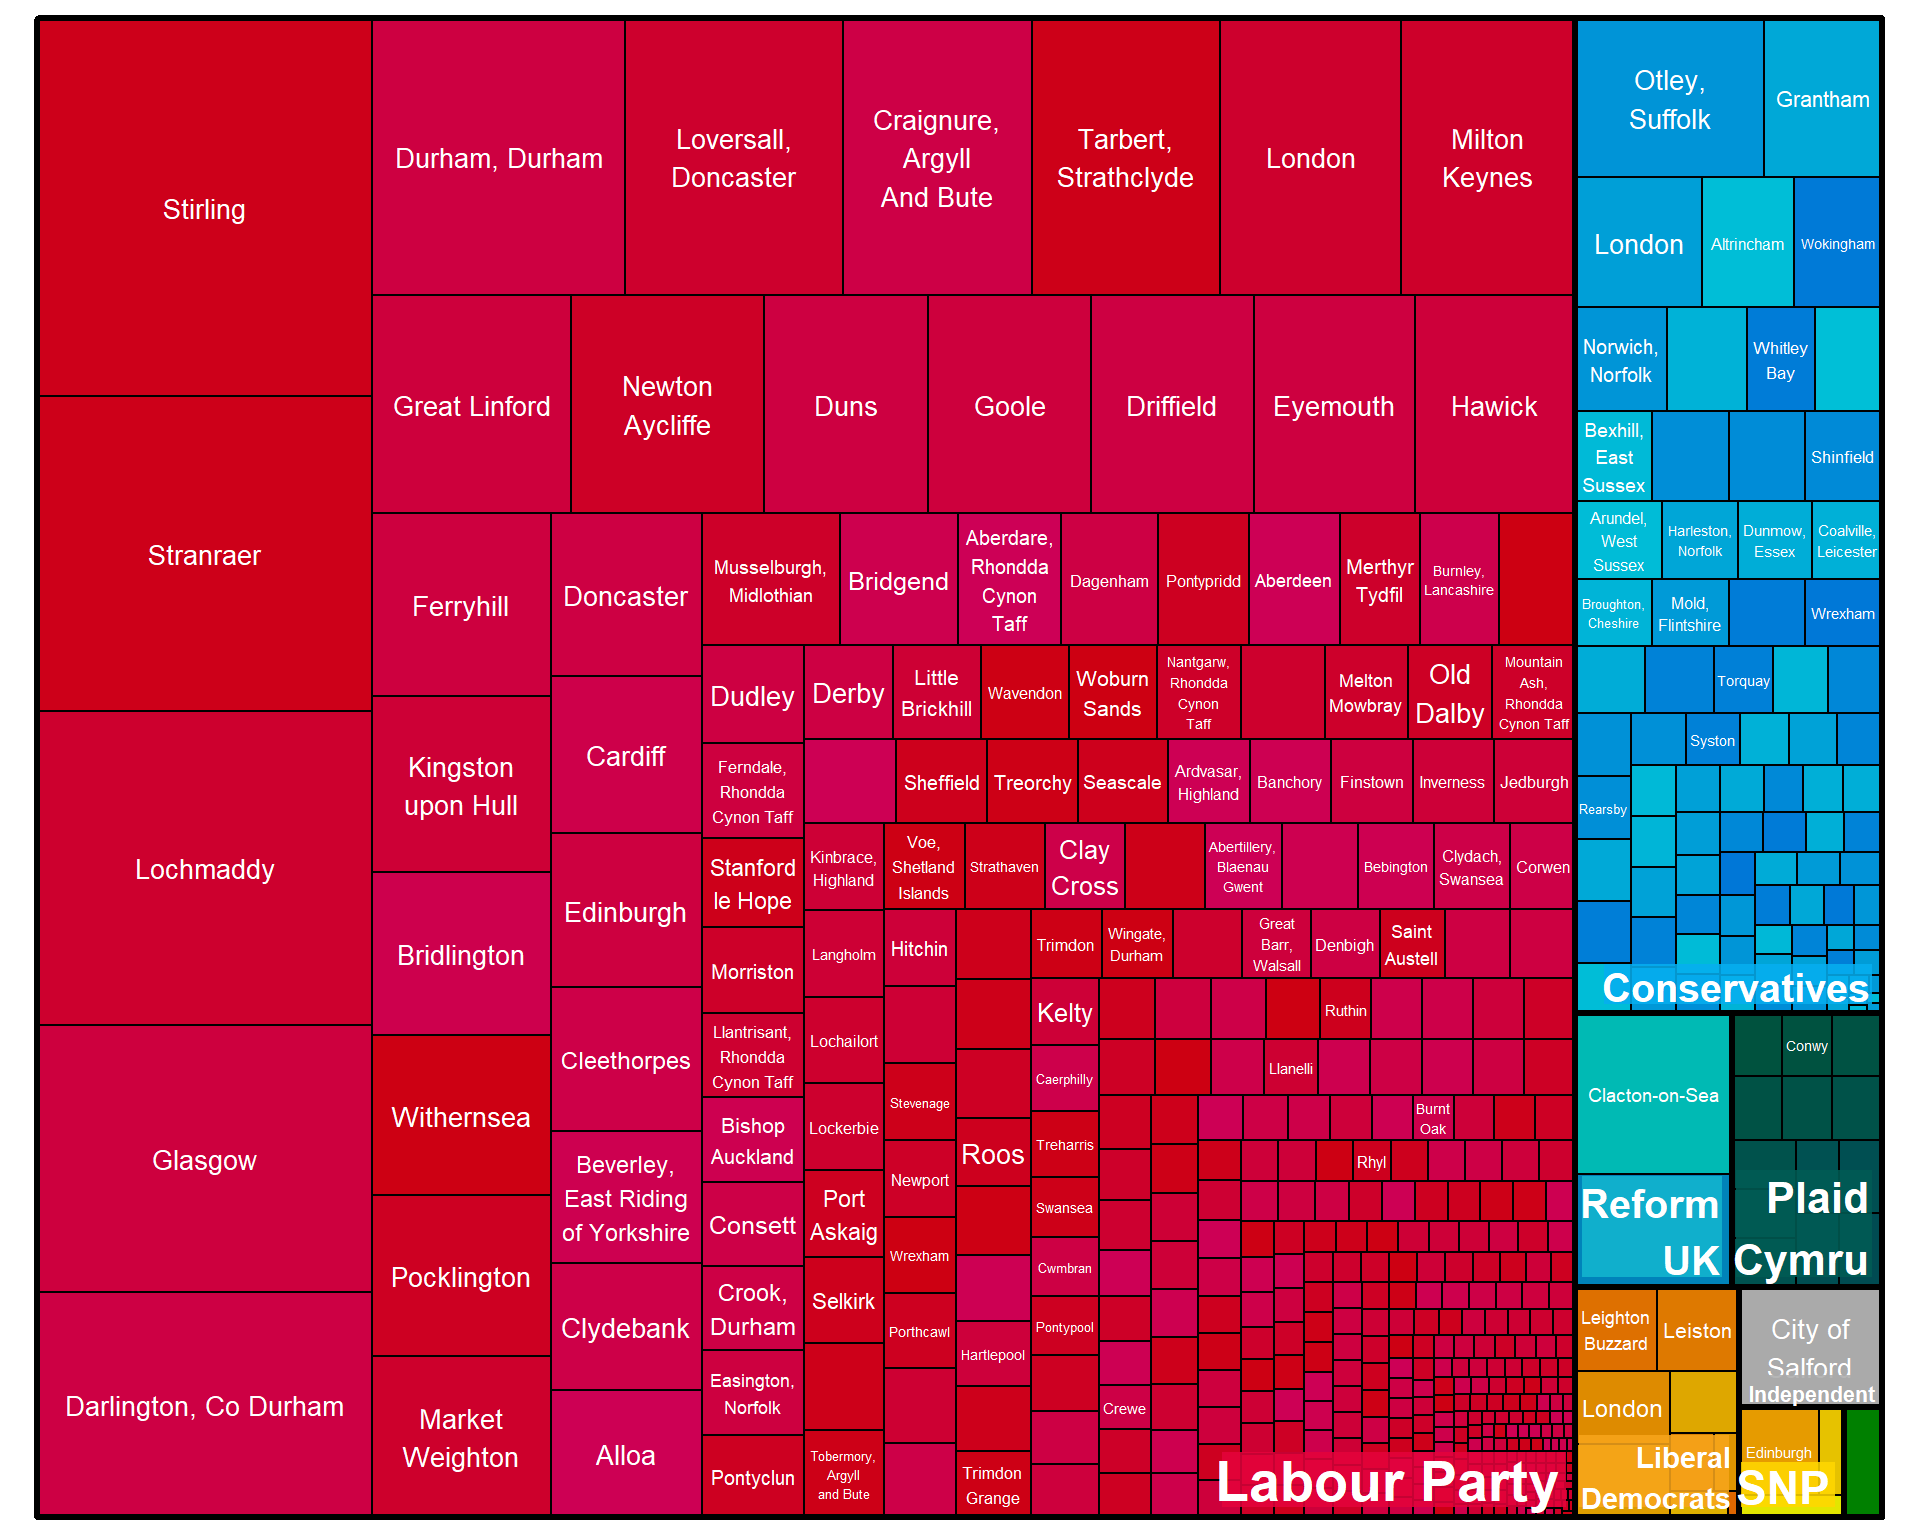 Stirling
Stranraer
Lochmaddy
Glasgow
Darlington, Co Durham
Durham, Durham
Loversall,
Doncaster
Craignure,
Argyll
And Bute
Tarbert,
Strathclyde
London
Milton
Keynes
Great Linford
Newton
Aycliffe
Duns
Goole
Driffield
Eyemouth
Hawick
Ferryhill
Kingston
upon Hull
Bridlington
Withernsea
Pocklington
Market
Weighton
Doncaster
Cardiff
Edinburgh
Cleethorpes
Beverley,
East Riding
of Yorkshire
Clydebank
Alloa
Musselburgh,
Midlothian
Bridgend
Aberdare,
Rhondda
Cynon
Taff
Dagenham
Pontypridd
Aberdeen
Merthyr
Tydfil
Burnley,
Lancashire
Dudley
Ferndale,
Rhondda
Cynon Taff
Stanford
le Hope
Morriston
Llantrisant,
Rhondda
Cynon Taff
Bishop
Auckland
Consett
Crook,
Durham
Easington,
Norfolk
Pontyclun
Derby
Little
Brickhill
Wavendon
Woburn
Sands
Nantgarw,
Rhondda
Cynon
Taff
Melton
Mowbray
Old
Dalby
Mountain
Ash,
Rhondda
Cynon Taff
Sheffield
Treorchy
Seascale
Ardvasar,
Highland
Banchory
Finstown
Inverness
Jedburgh
Kinbrace,
Highland
Langholm
Lochailort
Lockerbie
Port
Askaig
Selkirk
Tobermory,
Argyll
and Bute
Voe,
Shetland
Islands
Strathaven
Clay
Cross
Abertillery,
Blaenau
Gwent
Bebington
Clydach,
Swansea
Corwen
Hitchin
Stevenage
Newport
Wrexham
Porthcawl
Roos
Hartlepool
Trimdon
Grange
Trimdon
Wingate,
Durham
Great
Barr,
Walsall
Denbigh
Saint
Austell
Kelty
Caerphilly
Treharris
Swansea
Cwmbran
Pontypool
Crewe
Ruthin
Llanelli
Burnt
Oak
Rhyl
Labour Party
Otley,
Suffolk
Grantham
London
Altrincham
Wokingham
Norwich,
Norfolk
Whitley
Bay
Bexhill,
East
Sussex
Shinfield
Arundel,
West
Sussex
Harleston,
Norfolk
Dunmow,
Essex
Coalville,
Leicester
Broughton,
Cheshire
Mold,
Flintshire
Wrexham
Torquay
Syston
Rearsby
Conservatives
Clacton-on-Sea
Reform
UK
Conwy
Plaid
Cymru
Leighton
Buzzard
Leiston
London
Liberal
Democrats
City of
Salford
Independent
Edinburgh
SNP